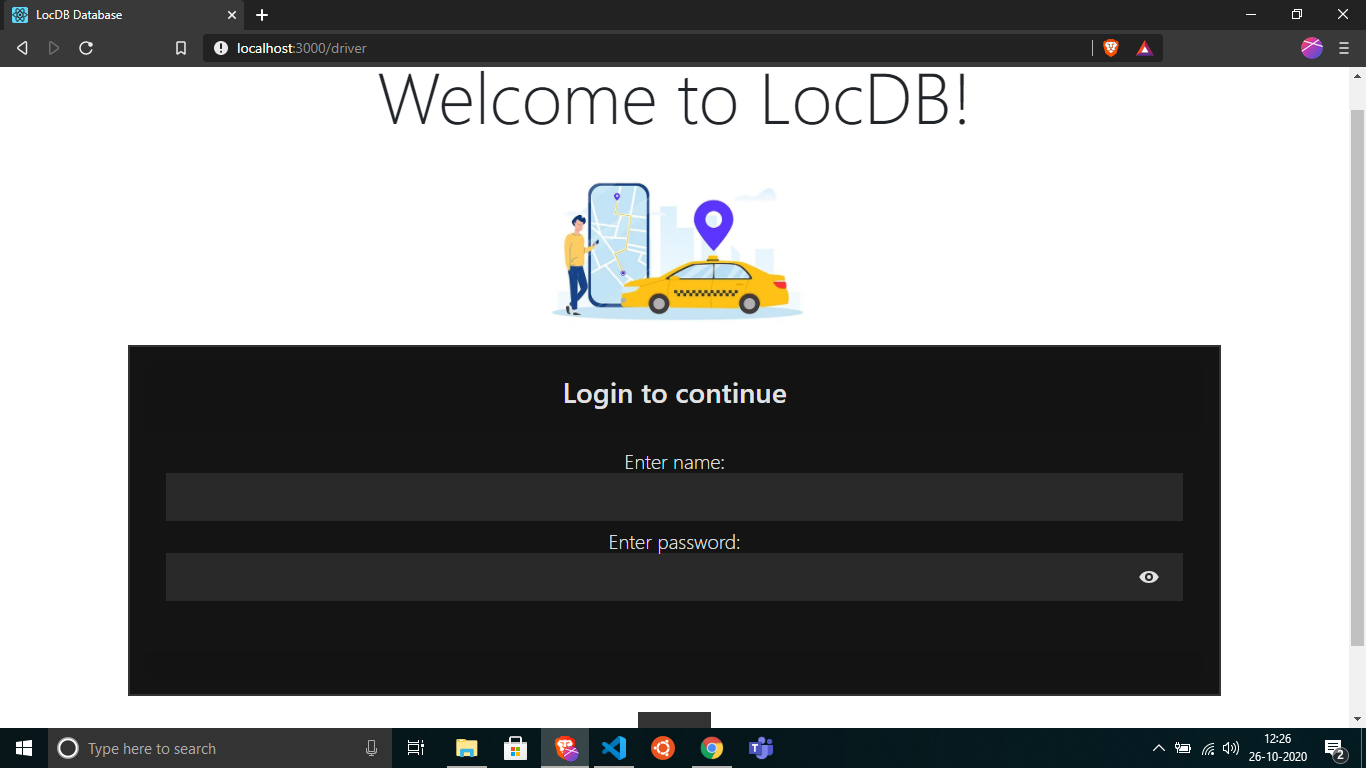 LocDB Database
localhost:3000/driver
Welcome to LocDB!
Login to continue
Enter name:
Enter password:
Type here to search
12:26
26-10-2020
2